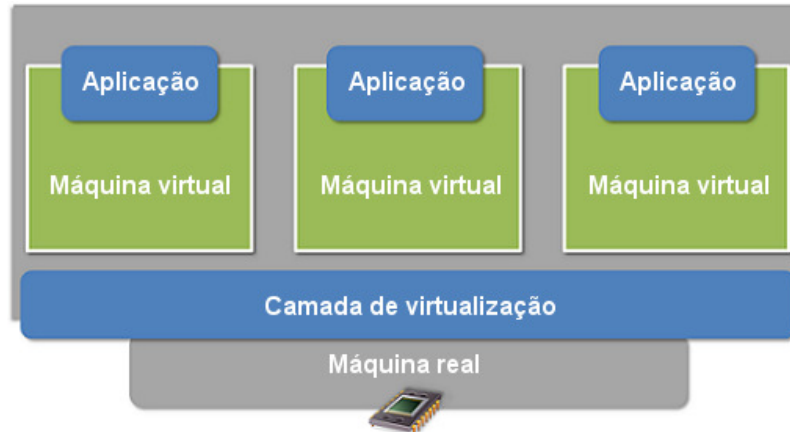 Aplicação
Aplicação
Aplicação
Máquina virtual
Máquina virtual
Máquina virtual
Camada de virtualização
Máquina real